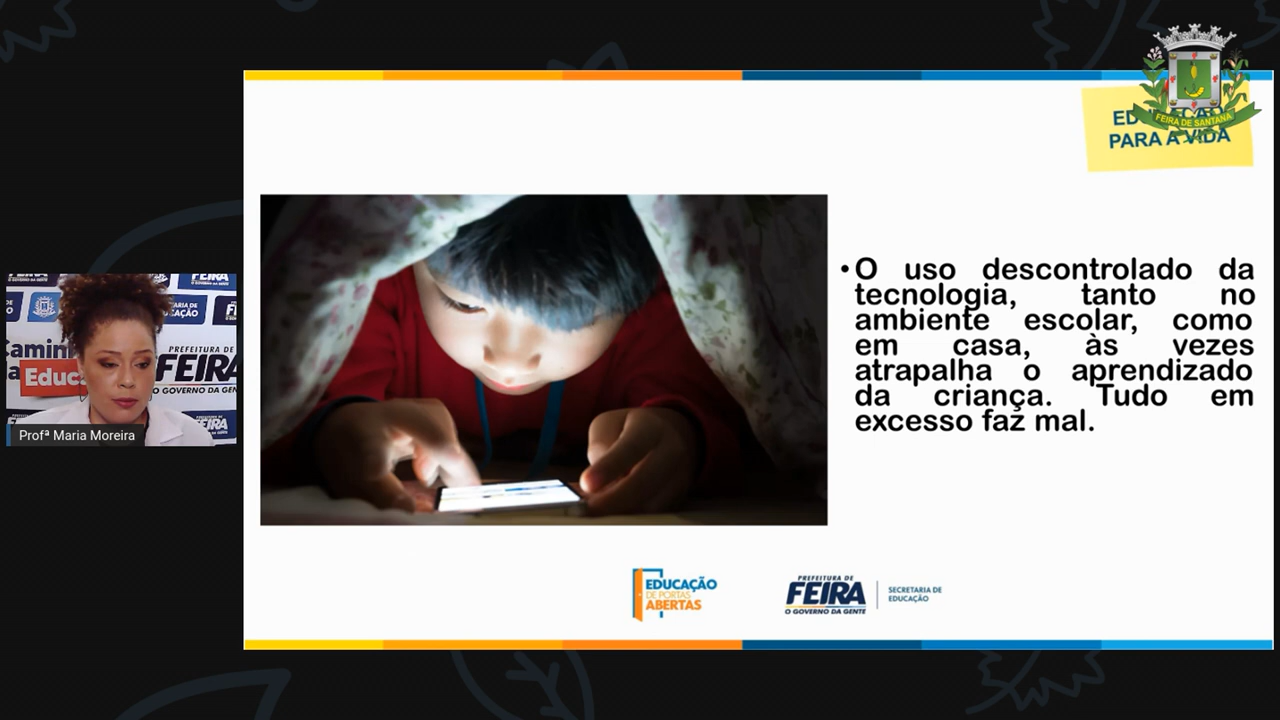 EDUCAÇÃO
PARA A VIDA
FEIRA DE SANTANA
•O uso descontrolado da
tecnologia, tanto no
ambiente escolar, como
em casa, às vezes
atrapalha o aprendizado
da criança. Tudo em
excesso faz mal.
FEIRA
PREFEITURA DE
FEIRA
O GOVERNO DA GENTE
Profª Maria Moreira
EDUCAÇÃO
DE PORTAS
ABERTAS
PREFEITURA DE
FEIRA
O GOVERNO DA GENTE
SECRETARIA DE
EDUCAÇÃO